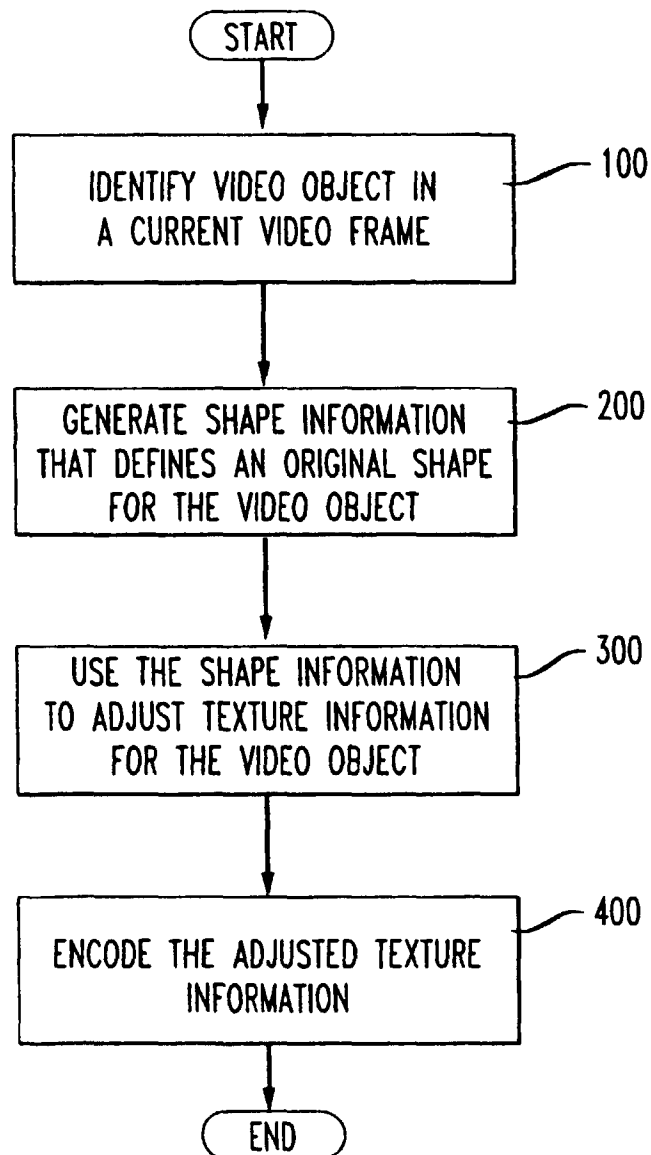 START
IDENTIFY VIDEO OBJECT IN
A CURRENT VIDEO FRAME
100
GENERATE SHAPE INFORMATION
THAT DEFINES AN ORIGINAL SHAPE
FOR THE VIDEO OBJECT
200
USE THE SHAPE INFORMATION
TO ADJUST TEXTURE INFORMATION
FOR THE VIDEO OBJECT
300
ENCODE THE ADJUSTED TEXTURE
INFORMATION
400
END